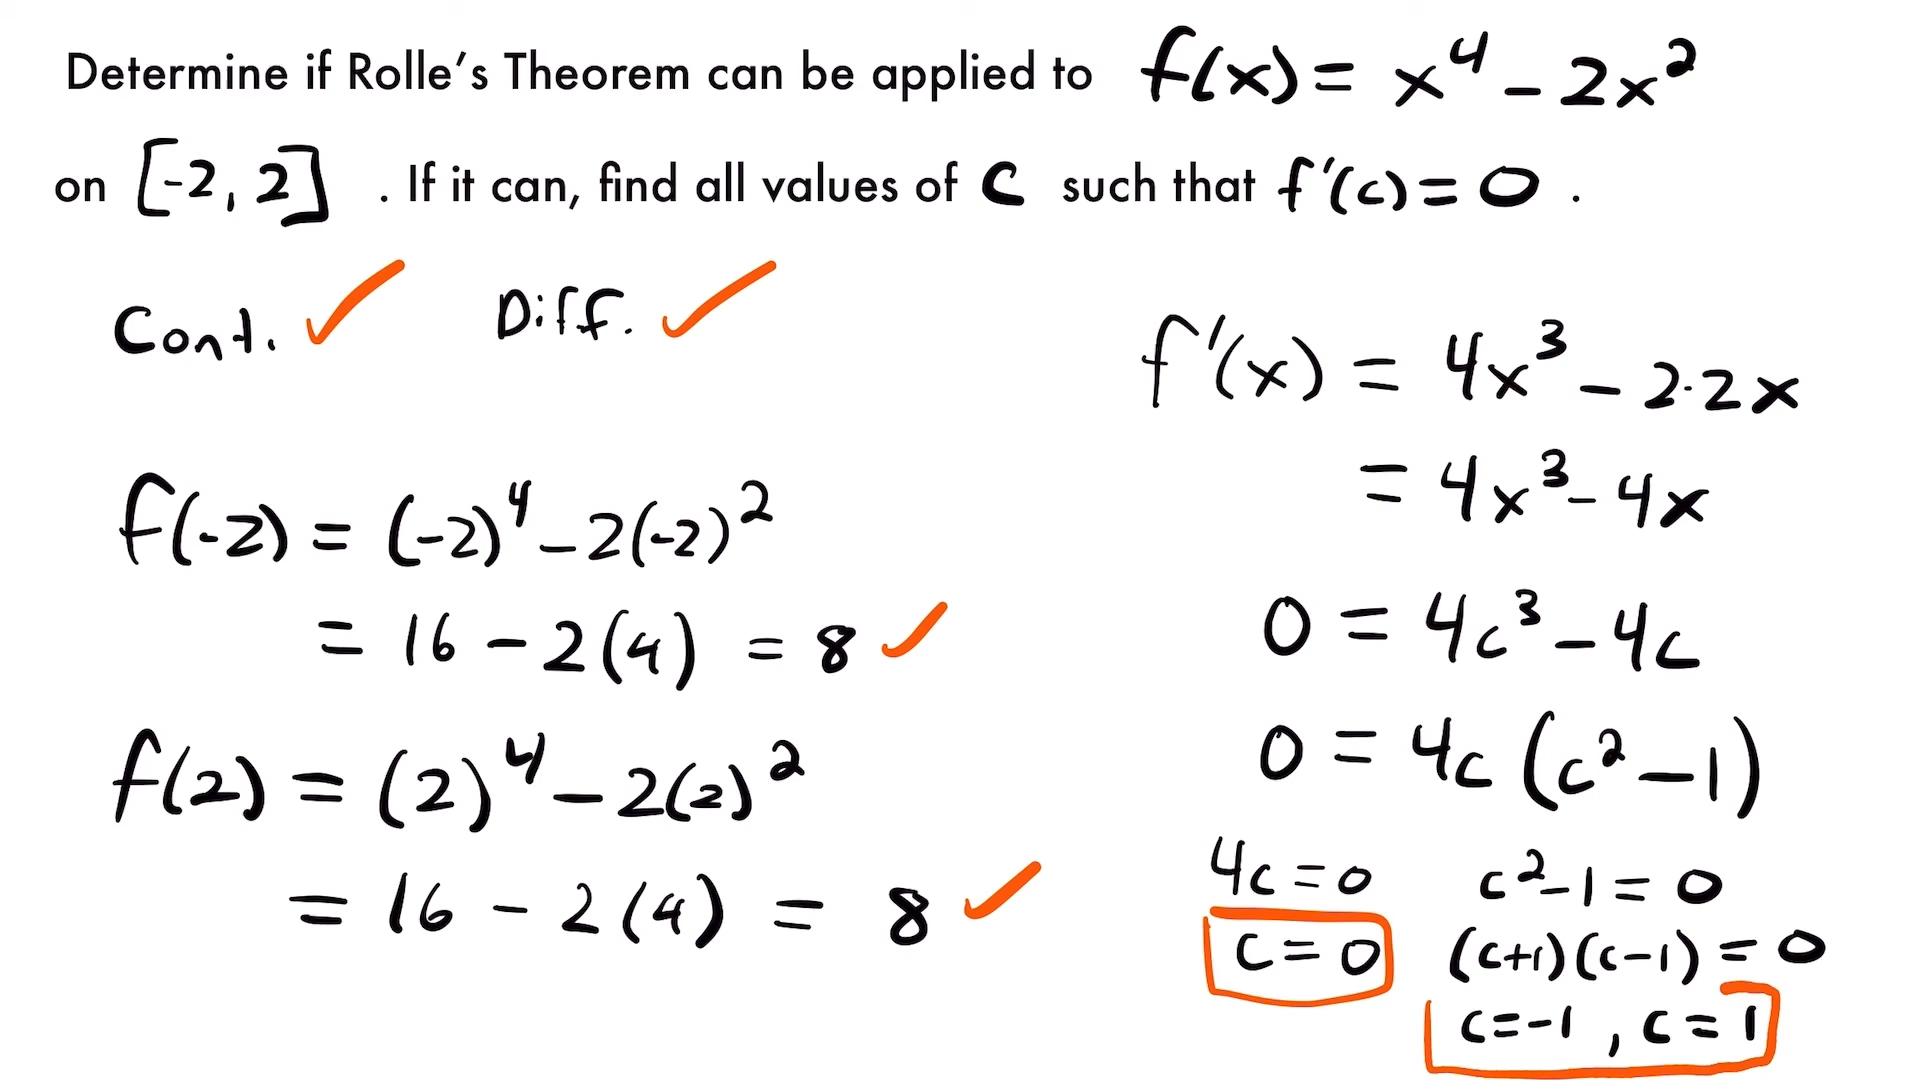 Determine if Rolle's Theorem can be applied to f(x) = x⁴ - 2x²
on [-2, 2] . If it can, find all values of c such that f'(c) = 0 .
Cont. ✓ Diff. ✓
f(-2) = (-2)⁴ - 2(-2)²
= 16 - 2(4) = 8 ✓
f(2) = (2)⁴ - 2(2)²
= 16 - 2(4) = 8 ✓
f'(x) = 4x³ - 2·2x
= 4x³ - 4x
0 = 4c³ - 4c
0 = 4c (c² - 1)
4c = 0
c = 0
c² - 1 = 0
(c+1)(c-1) = 0
c = -1 , c = 1